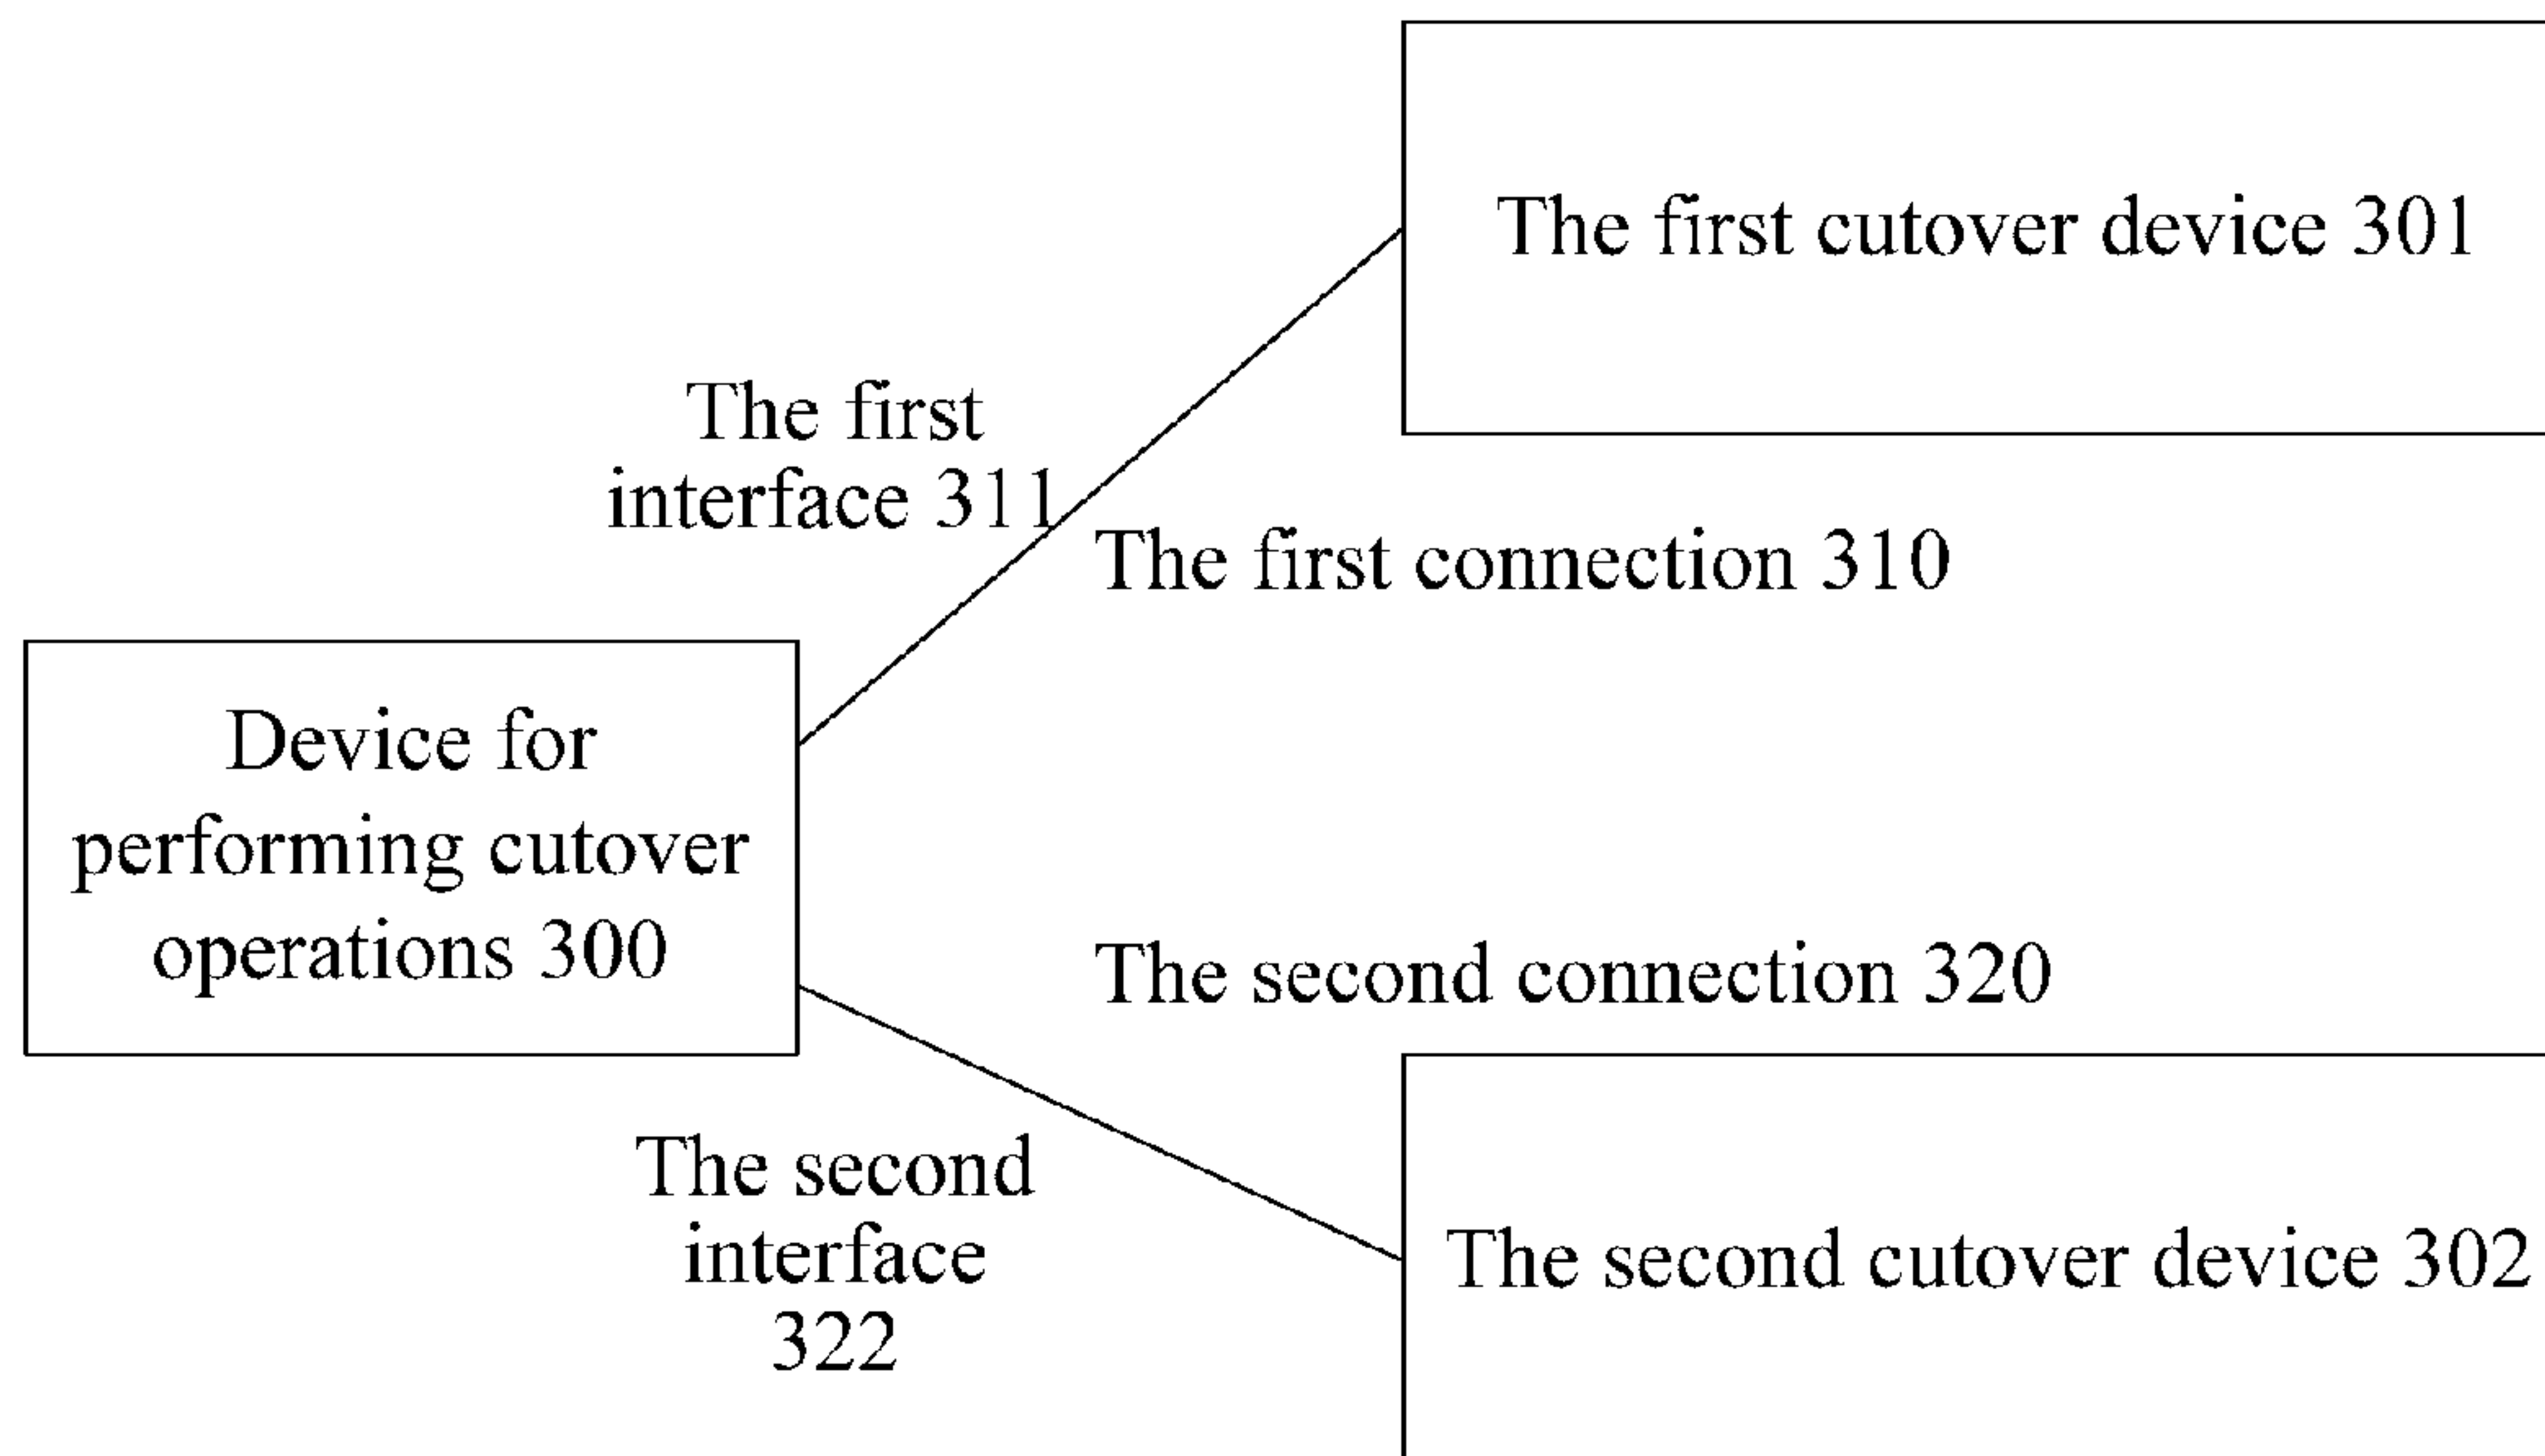 The first cutover device 301
The first
interface 311
The first connection 310
Device for
performing cutover
operations 300
The second connection 320
The second
interface
322
The second cutover device 302